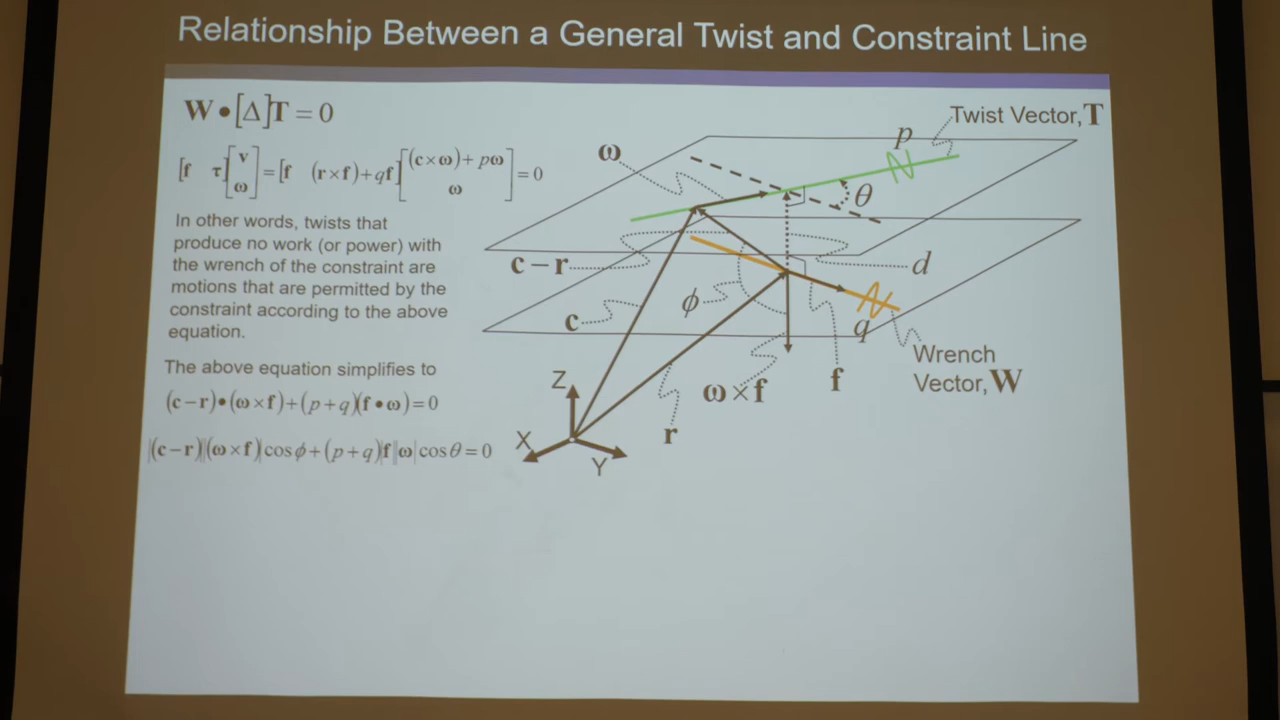 Relationship Between a General Twist and Constraint Line
W•[Δ]T = 0
[f τ][v ω] = [f (r×f)+qf][(c×ω)+pω ω] = 0
In other words, twists that
produce no work (or power) with
the wrench of the constraint are
motions that are permitted by the
constraint according to the above
equation.
The above equation simplifies to
(c−r)•(ω×f)+(p+q)(f•ω)=0
|(c−r)||(ω×f)|cosϕ+(p+q)|f||ω|cosθ=0
Twist Vector, T
p
ω
θ
c−r
d
ϕ
c
q
Wrench
Vector, W
Z
ω×f
f
r
X
Y